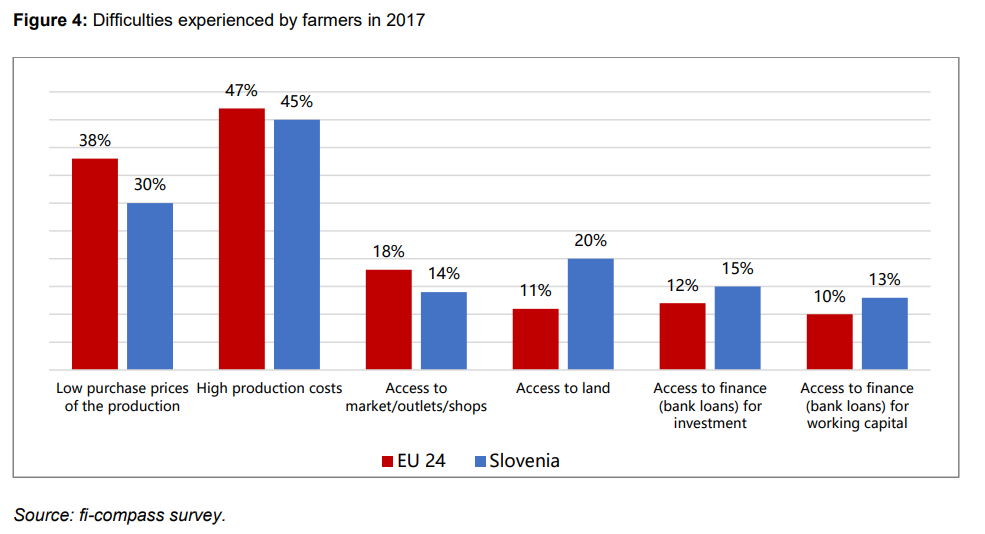 Figure 4: Difficulties experienced by farmers in 2017
47%
45%
38%
30%
18%
14%
11%
20%
12%
15%
10%
13%
Low purchase prices
of the production
High production costs
Access to
market/outlets/shops
Access to land
Access to finance
(bank loans) for
investment
Access to finance
(bank loans) for
working capital
EU 24
Slovenia
Source: fi-compass survey.